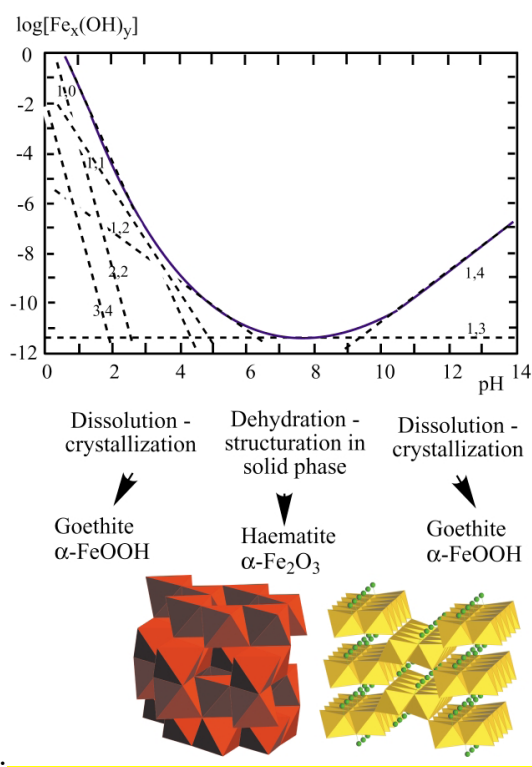 log[Feₓ(OH)ᵧ]
0
-2
-4
-6
-8
-10
-12
1,0
1,1
1,2
2,2
3,4
1,4
1,3
0 2 4 6 8 10 12 14
pH
Dissolution -
crystallization
Goethite
α-FeOOH
Dehydration -
structuration in
solid phase
Haematite
α-Fe₂O₃
Dissolution -
crystallization
Goethite
α-FeOOH